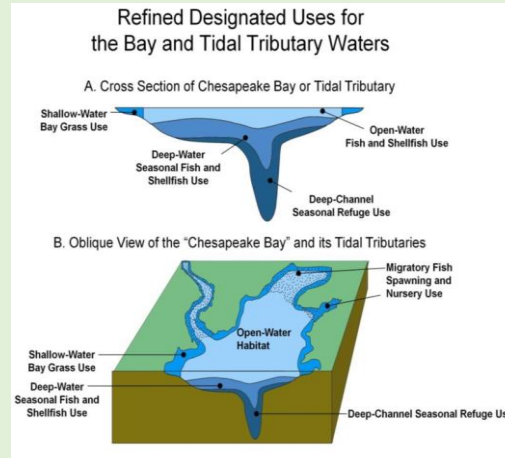 Refined Designated Uses for
the Bay and Tidal Tributary Waters
A. Cross Section of Chesapeake Bay or Tidal Tributary
Shallow-Water
Bay Grass Use
Open-Water
Fish and Shellfish Use
Deep-Water
Seasonal Fish and
Shellfish Use
Deep-Channel
Seasonal Refuge Use
B. Oblique View of the “Chesapeake Bay” and its Tidal Tributaries
Migratory Fish
Spawning and
Nursery Use
Open-Water
Habitat
Shallow-Water
Bay Grass Use
Deep-Water
Seasonal Fish and
Shellfish Use
Deep-Channel Seasonal Refuge Us